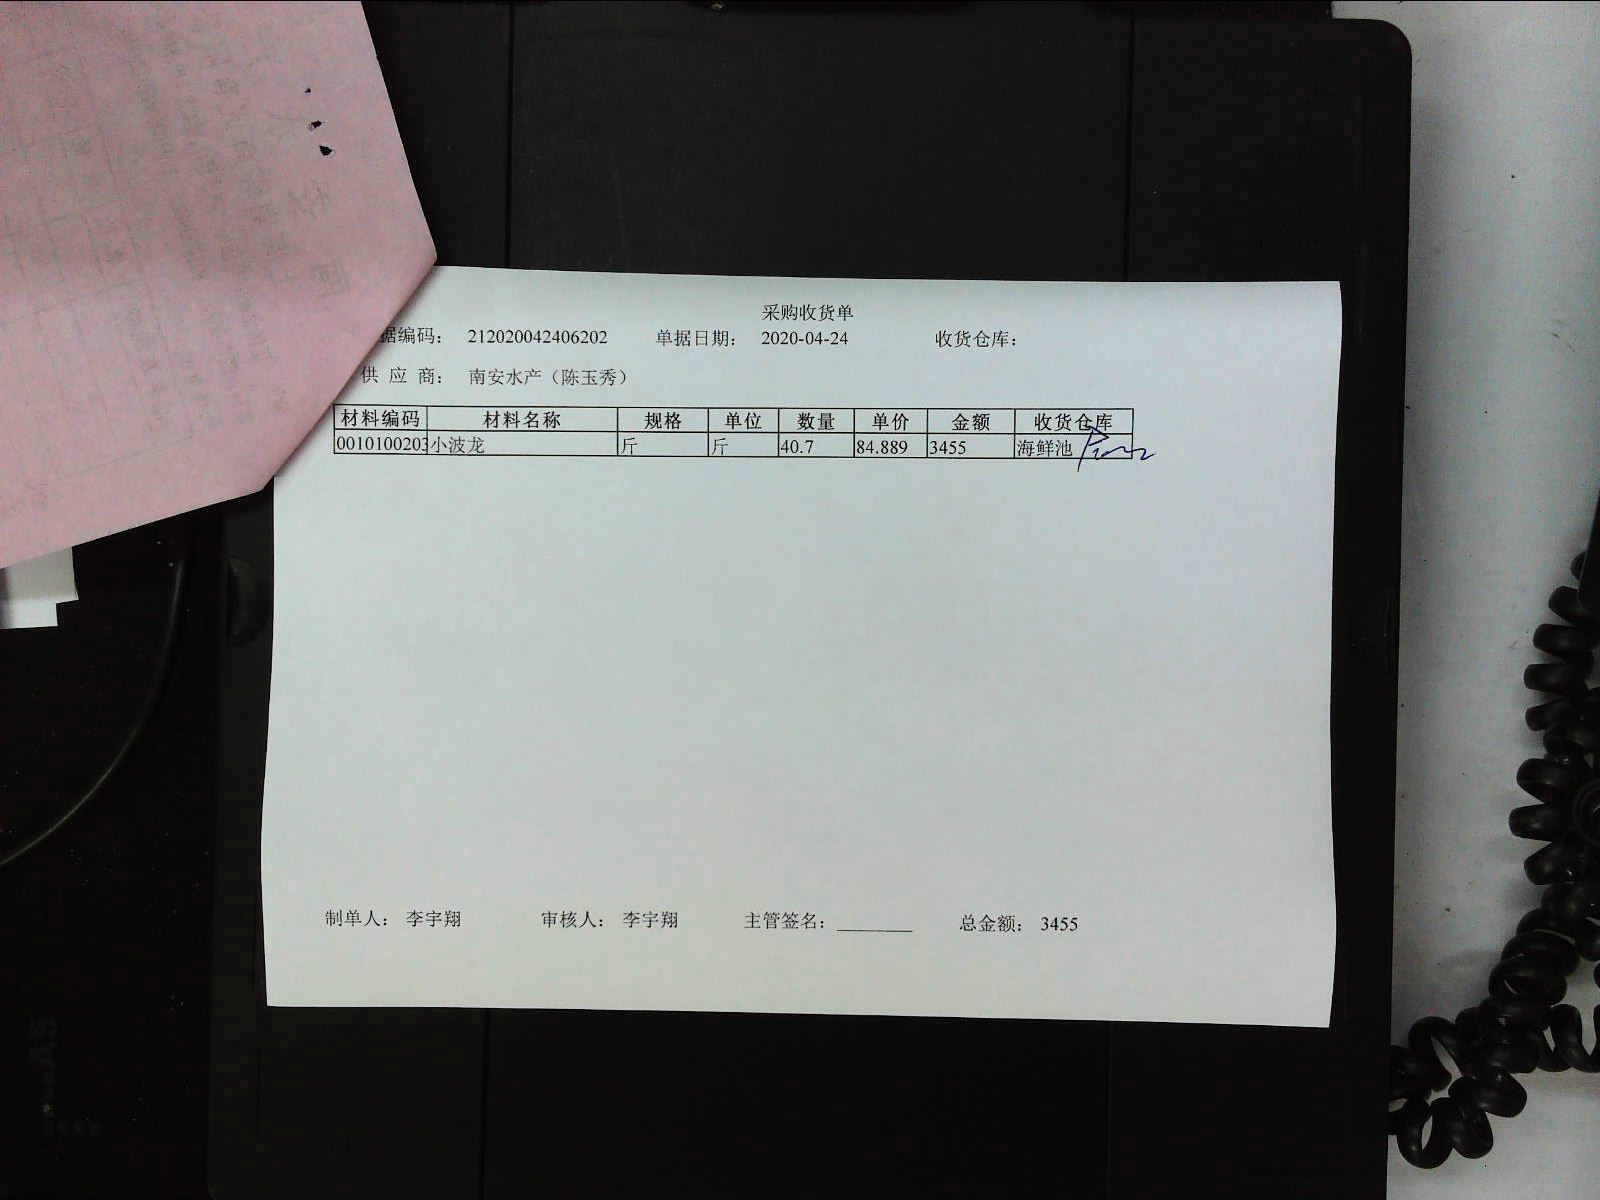 采购收货单
据编码： 212020042406202 单据日期： 2020-04-24 收货仓库：
供应商： 南安水产（陈玉秀）
材料编码 材料名称 规格 单位 数量 单价 金额 收货仓库
0010100203 小波龙 斤 斤 40.7 84.889 3455 海鲜池
制单人： 李宇翔 审核人： 李宇翔 主管签名：________ 总金额： 3455